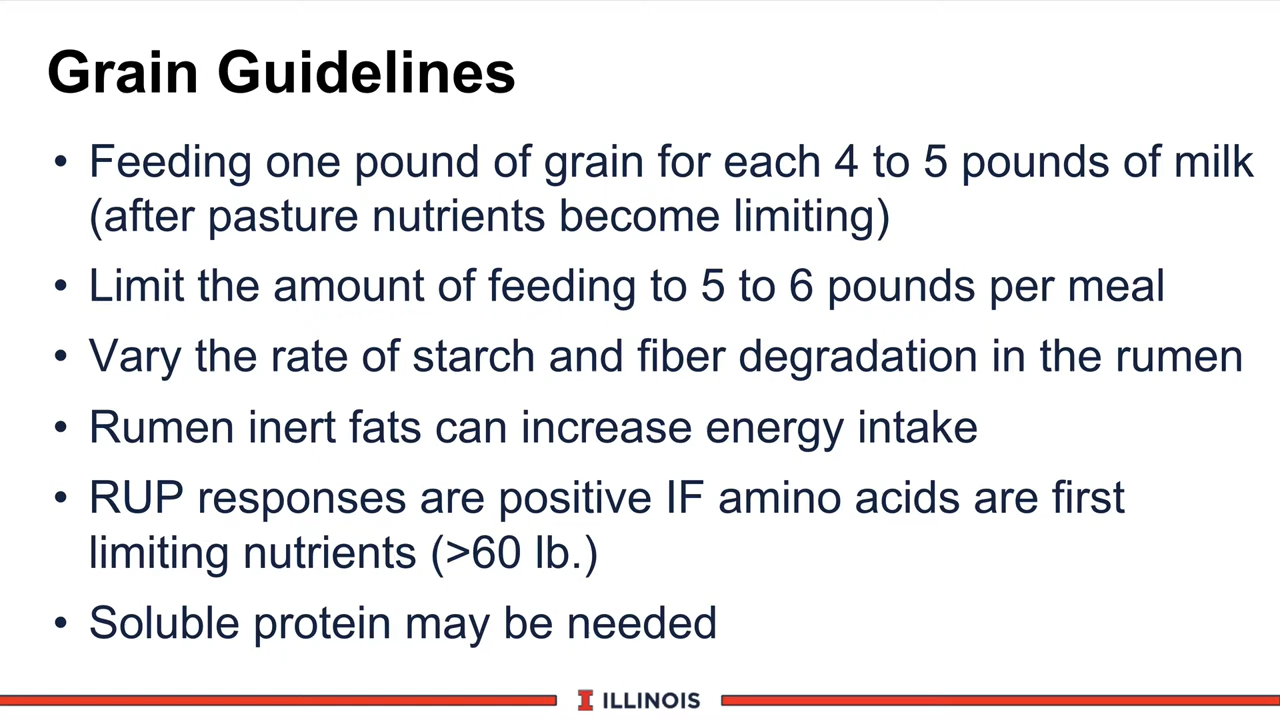 Grain Guidelines
• Feeding one pound of grain for each 4 to 5 pounds of milk
(after pasture nutrients become limiting)
• Limit the amount of feeding to 5 to 6 pounds per meal
• Vary the rate of starch and fiber degradation in the rumen
• Rumen inert fats can increase energy intake
• RUP responses are positive IF amino acids are first
limiting nutrients (>60 lb.)
• Soluble protein may be needed
I ILLINOIS